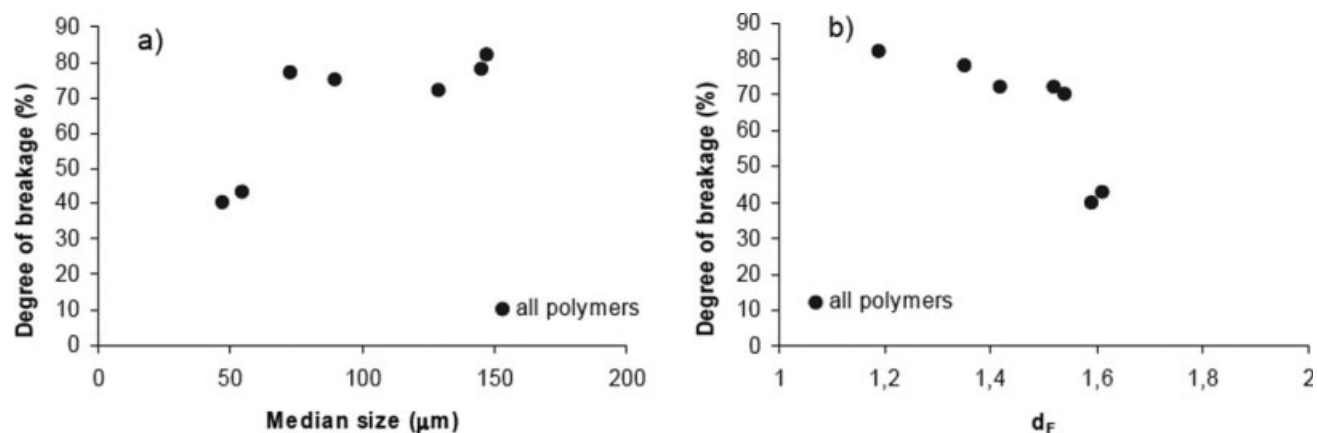 a)
Degree of breakage (%)
90
80
70
60
50
40
30
20
10
0
all polymers
0 50 100 150 200
Median size (μm)
b)
Degree of breakage (%)
90
80
70
60
50
40
30
20
10
0
all polymers
1 1,2 1,4 1,6 1,8 2
d_F